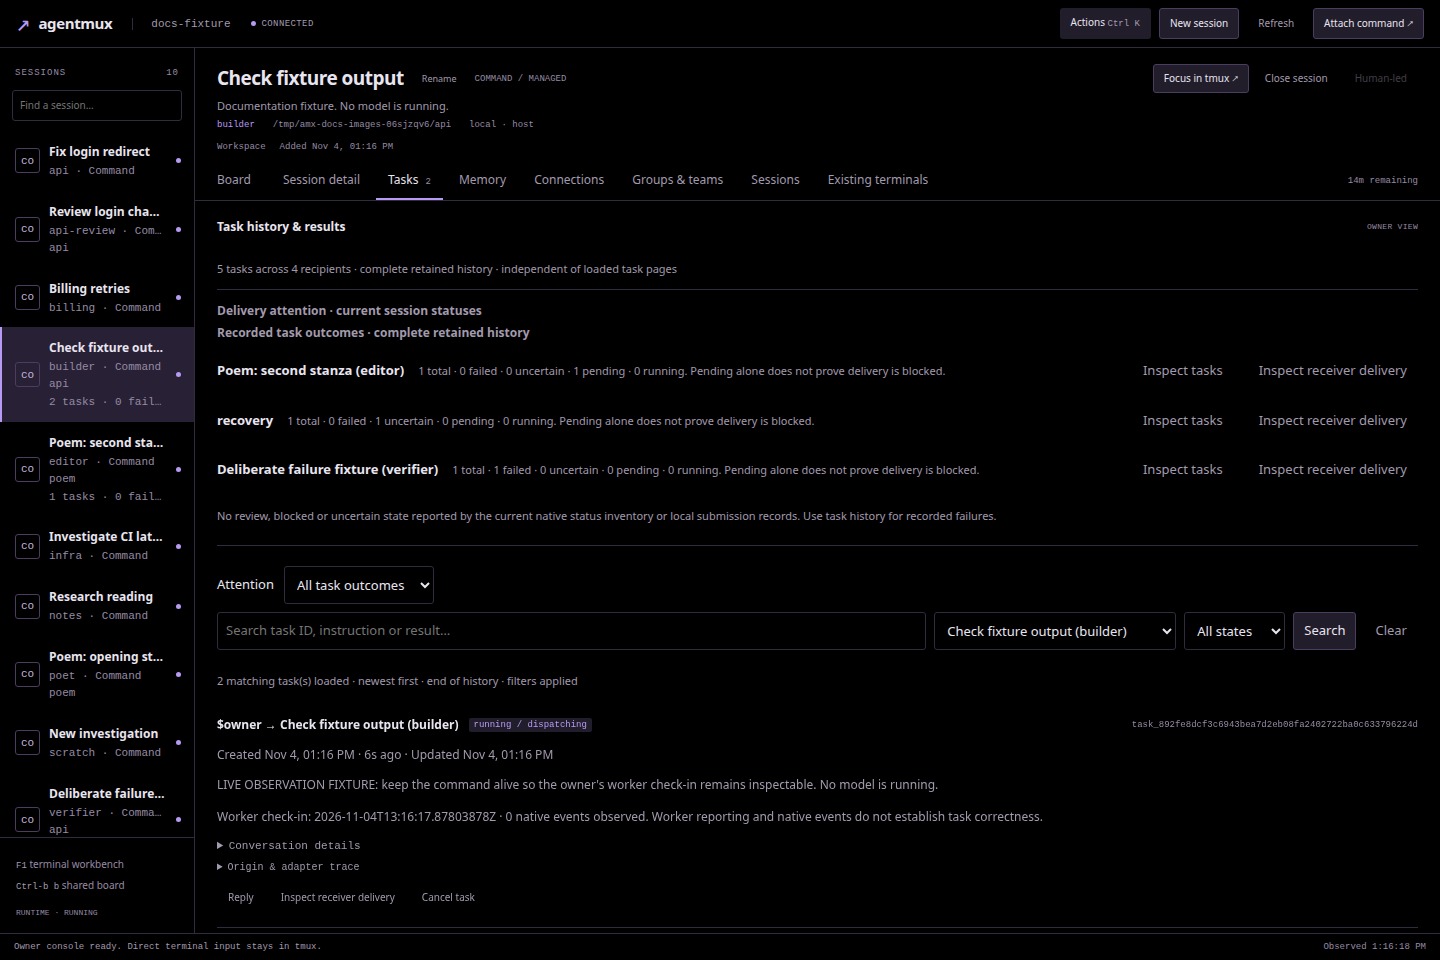 agentmux
docs-fixture
CONNECTED
Actions Ctrl K
New session
Refresh
Attach command ↗
SESSIONS 10
Find a session...
CO
Fix login redirect
api · Command
CO
Review login cha...
api-review · Com...
api
CO
Billing retries
billing · Command
CO
Check fixture out...
builder · Command
api
2 tasks · 0 fail...
CO
Poem: second sta...
editor · Command
poem
1 tasks · 0 fail...
CO
Investigate CI lat...
infra · Command
CO
Research reading
notes · Command
CO
Poem: opening st...
poet · Command
poem
CO
New investigation
scratch · Command
CO
Deliberate failure...
verifier · Comma...
api
F1 terminal workbench
Ctrl-b b shared board
RUNTIME · RUNNING
Check fixture output
Rename
COMMAND / MANAGED
Focus in tmux ↗
Close session
Human-led
Documentation fixture. No model is running.
builder /tmp/amx-docs-images-06sjzqv6/api local · host
Workspace Added Nov 4, 01:16 PM
Board
Session detail
Tasks 2
Memory
Connections
Groups & teams
Sessions
Existing terminals
14m remaining
Task history & results
OWNER VIEW
5 tasks across 4 recipients · complete retained history · independent of loaded task pages
Delivery attention · current session statuses
Recorded task outcomes · complete retained history
Poem: second stanza (editor) 1 total · 0 failed · 0 uncertain · 1 pending · 0 running. Pending alone does not prove delivery is blocked. Inspect tasks Inspect receiver delivery
recovery 1 total · 0 failed · 1 uncertain · 0 pending · 0 running. Pending alone does not prove delivery is blocked. Inspect tasks Inspect receiver delivery
Deliberate failure fixture (verifier) 1 total · 1 failed · 0 uncertain · 0 pending · 0 running. Pending alone does not prove delivery is blocked. Inspect tasks Inspect receiver delivery
No review, blocked or uncertain state reported by the current native status inventory or local submission records. Use task history for recorded failures.
Attention All task outcomes
Search task ID, instruction or result...
Check fixture output (builder)
All states
Search
Clear
2 matching task(s) loaded · newest first · end of history · filters applied
$owner → Check fixture output (builder) running / dispatching task_892fe8dcf3c6943bea7d2eb08fa2402722ba0c633796224d
Created Nov 4, 01:16 PM · 6s ago · Updated Nov 4, 01:16 PM
LIVE OBSERVATION FIXTURE: keep the command alive so the owner's worker check-in remains inspectable. No model is running.
Worker check-in: 2026-11-04T13:16:17.87803878Z · 0 native events observed. Worker reporting and native events do not establish task correctness.
▶ Conversation details
▶ Origin & adapter trace
Reply
Inspect receiver delivery
Cancel task
Owner console ready. Direct terminal input stays in tmux.
Observed 1:16:18 PM